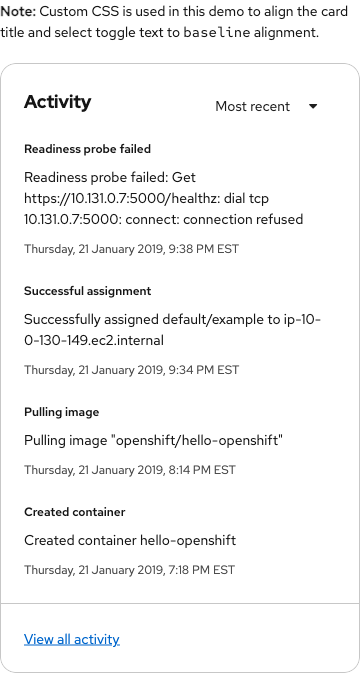 Note: Custom CSS is used in this demo to align the card
title and select toggle text to baseline alignment.
Activity
Most recent
Readiness probe failed
Readiness probe failed: Get
https://10.131.0.7:5000/healthz: dial tcp
10.131.0.7:5000: connect: connection refused
Thursday, 21 January 2019, 9:38 PM EST
Successful assignment
Successfully assigned default/example to ip-10-
0-130-149.ec2.internal
Thursday, 21 January 2019, 9:34 PM EST
Pulling image
Pulling image "openshift/hello-openshift"
Thursday, 21 January 2019, 8:14 PM EST
Created container
Created container hello-openshift
Thursday, 21 January 2019, 7:18 PM EST
View all activity